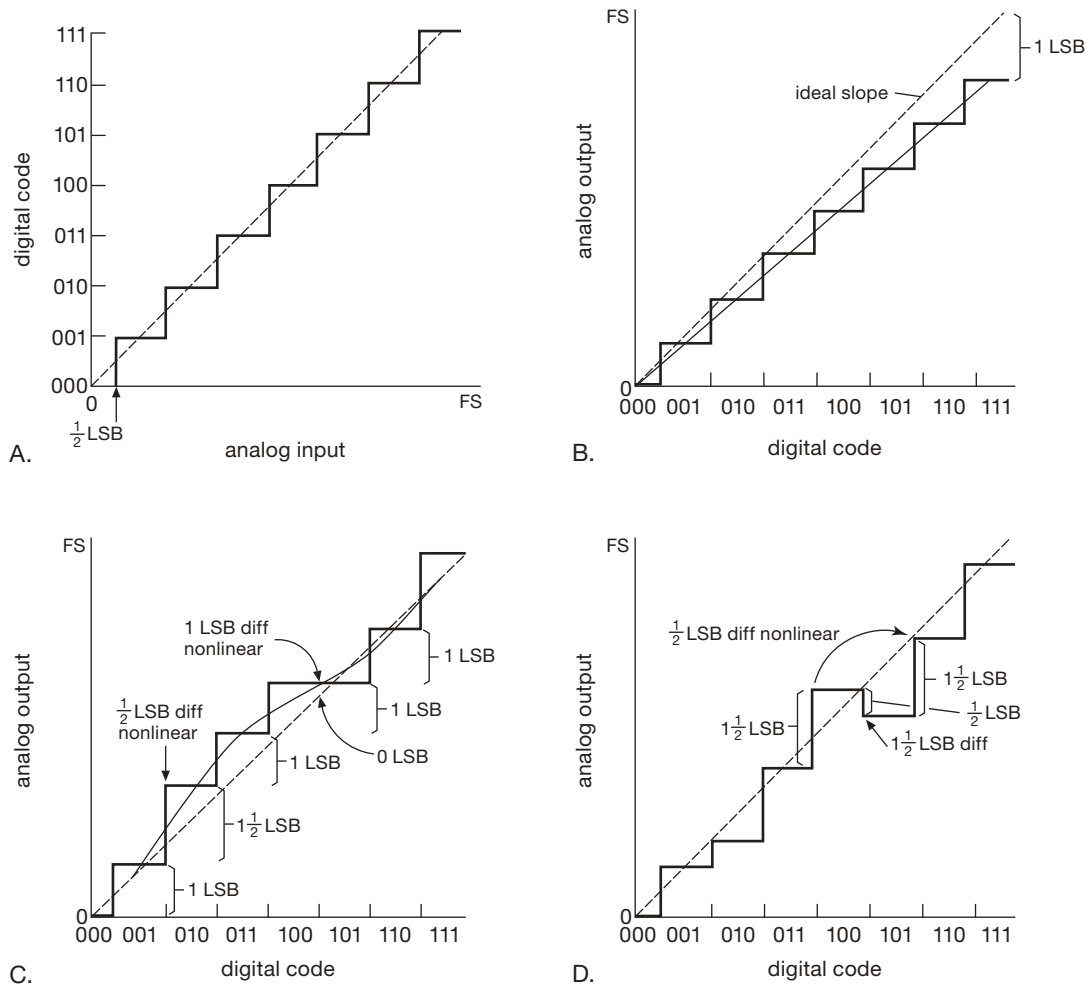 111
110
101
100
011
010
001
000
0
FS
½ LSB
digital code
analog input
A.
FS
1 LSB
ideal slope
analog output
0
000 001 010 011 100 101 110 111
digital code
B.
FS
1 LSB diff
nonlinear
½ LSB diff
nonlinear
1 LSB
1 LSB
0 LSB
1 LSB
1½ LSB
1 LSB
analog output
0
000 001 010 011 100 101 110 111
digital code
C.
FS
½ LSB diff nonlinear
1½ LSB
1½ LSB
½ LSB
1½ LSB diff
analog output
0
000 001 010 011 100 101 110 111
digital code
D.